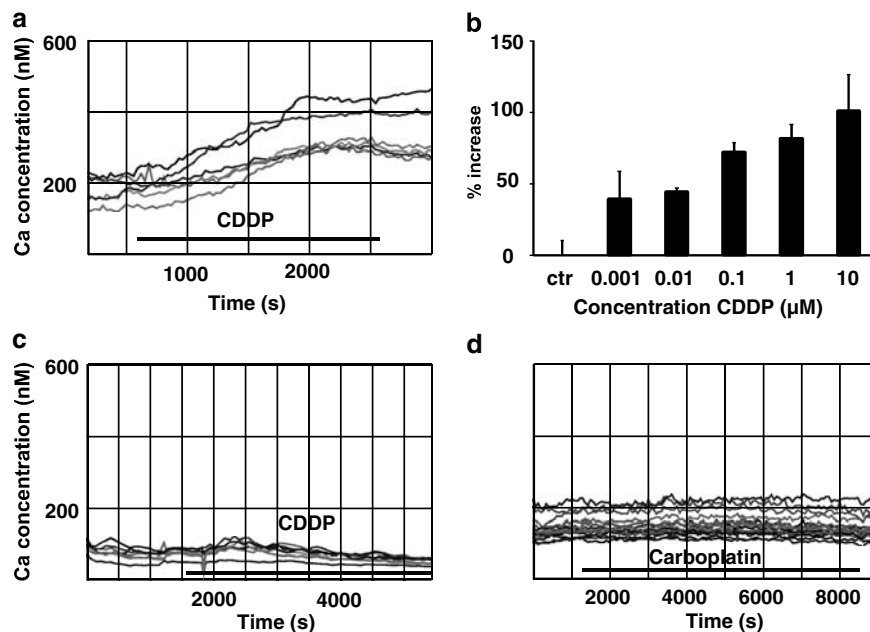 a
600
Ca concentration (nM)
200
CDDP
1000 2000
Time (s)
b
150
100
50
0
% increase
ctr 0.001 0.01 0.1 1 10
Concentration CDDP (µM)
c
600
Ca concentration (nM)
200
CDDP
2000 4000
Time (s)
d
Carboplatin
2000 4000 6000 8000
Time (s)